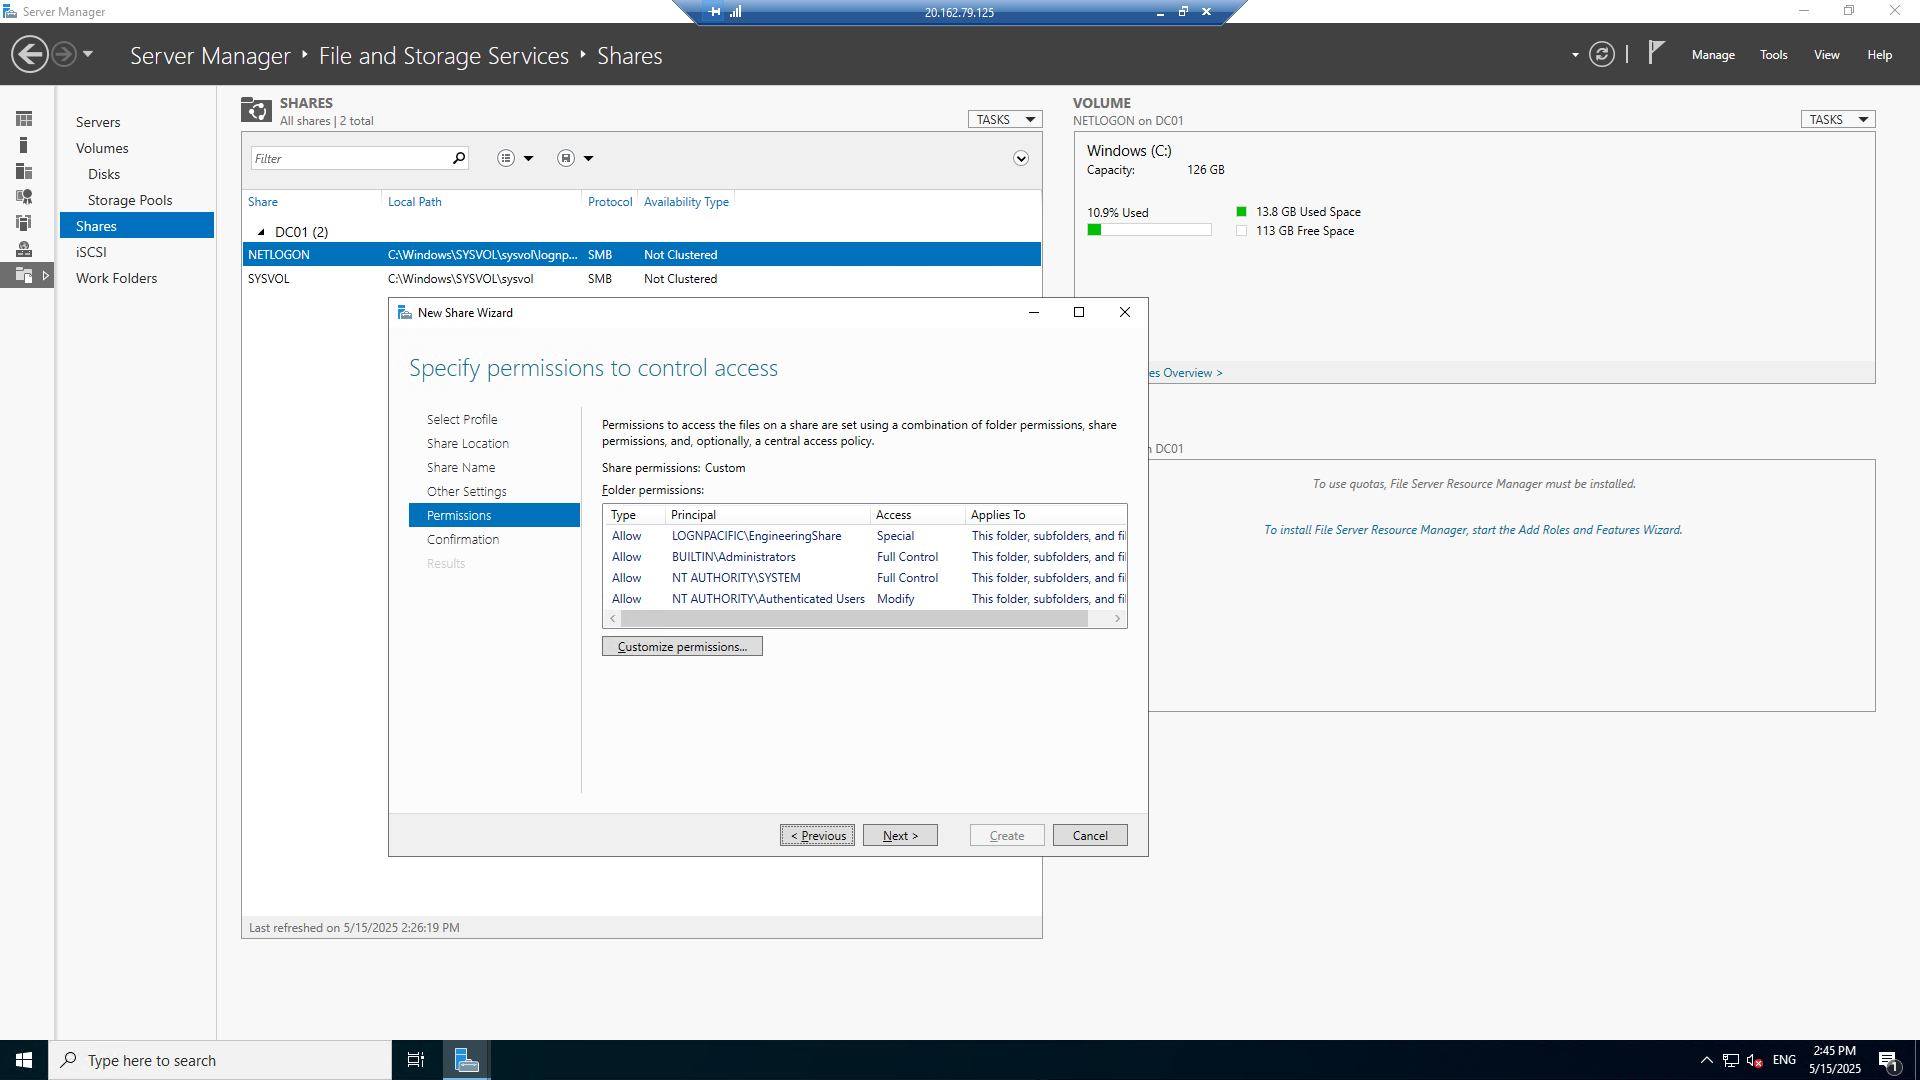 Server Manager
20.162.79.125
Server Manager File and Storage Services Shares
Manage Tools View Help
Servers
Volumes
Disks
Storage Pools
Shares
iSCSI
Work Folders
SHARES
All shares | 2 total
TASKS
Filter
Share Local Path Protocol Availability Type
DC01 (2)
NETLOGON C:\Windows\SYSVOL\sysvol\lognp... SMB Not Clustered
SYSVOL C:\Windows\SYSVOL\sysvol SMB Not Clustered
Last refreshed on 5/15/2025 2:26:19 PM
VOLUME
NETLOGON on DC01
TASKS
Windows (C:)
Capacity: 126 GB
10.9% Used
13.8 GB Used Space
113 GB Free Space
es Overview >
DC01
To use quotas, File Server Resource Manager must be installed.
To install File Server Resource Manager, start the Add Roles and Features Wizard.
New Share Wizard
Specify permissions to control access
Select Profile
Share Location
Share Name
Other Settings
Permissions
Confirmation
Results
Permissions to access the files on a share are set using a combination of folder permissions, share
permissions, and, optionally, a central access policy.
Share permissions: Custom
Folder permissions:
Type Principal Access Applies To
Allow LOGNPACIFIC\EngineeringShare Special This folder, subfolders, and fi
Allow BUILTIN\Administrators Full Control This folder, subfolders, and fi
Allow NT AUTHORITY\SYSTEM Full Control This folder, subfolders, and fi
Allow NT AUTHORITY\Authenticated Users Modify This folder, subfolders, and fi
Customize permissions...
< Previous Next > Create Cancel
Type here to search
ENG
2:45 PM
5/15/2025
1